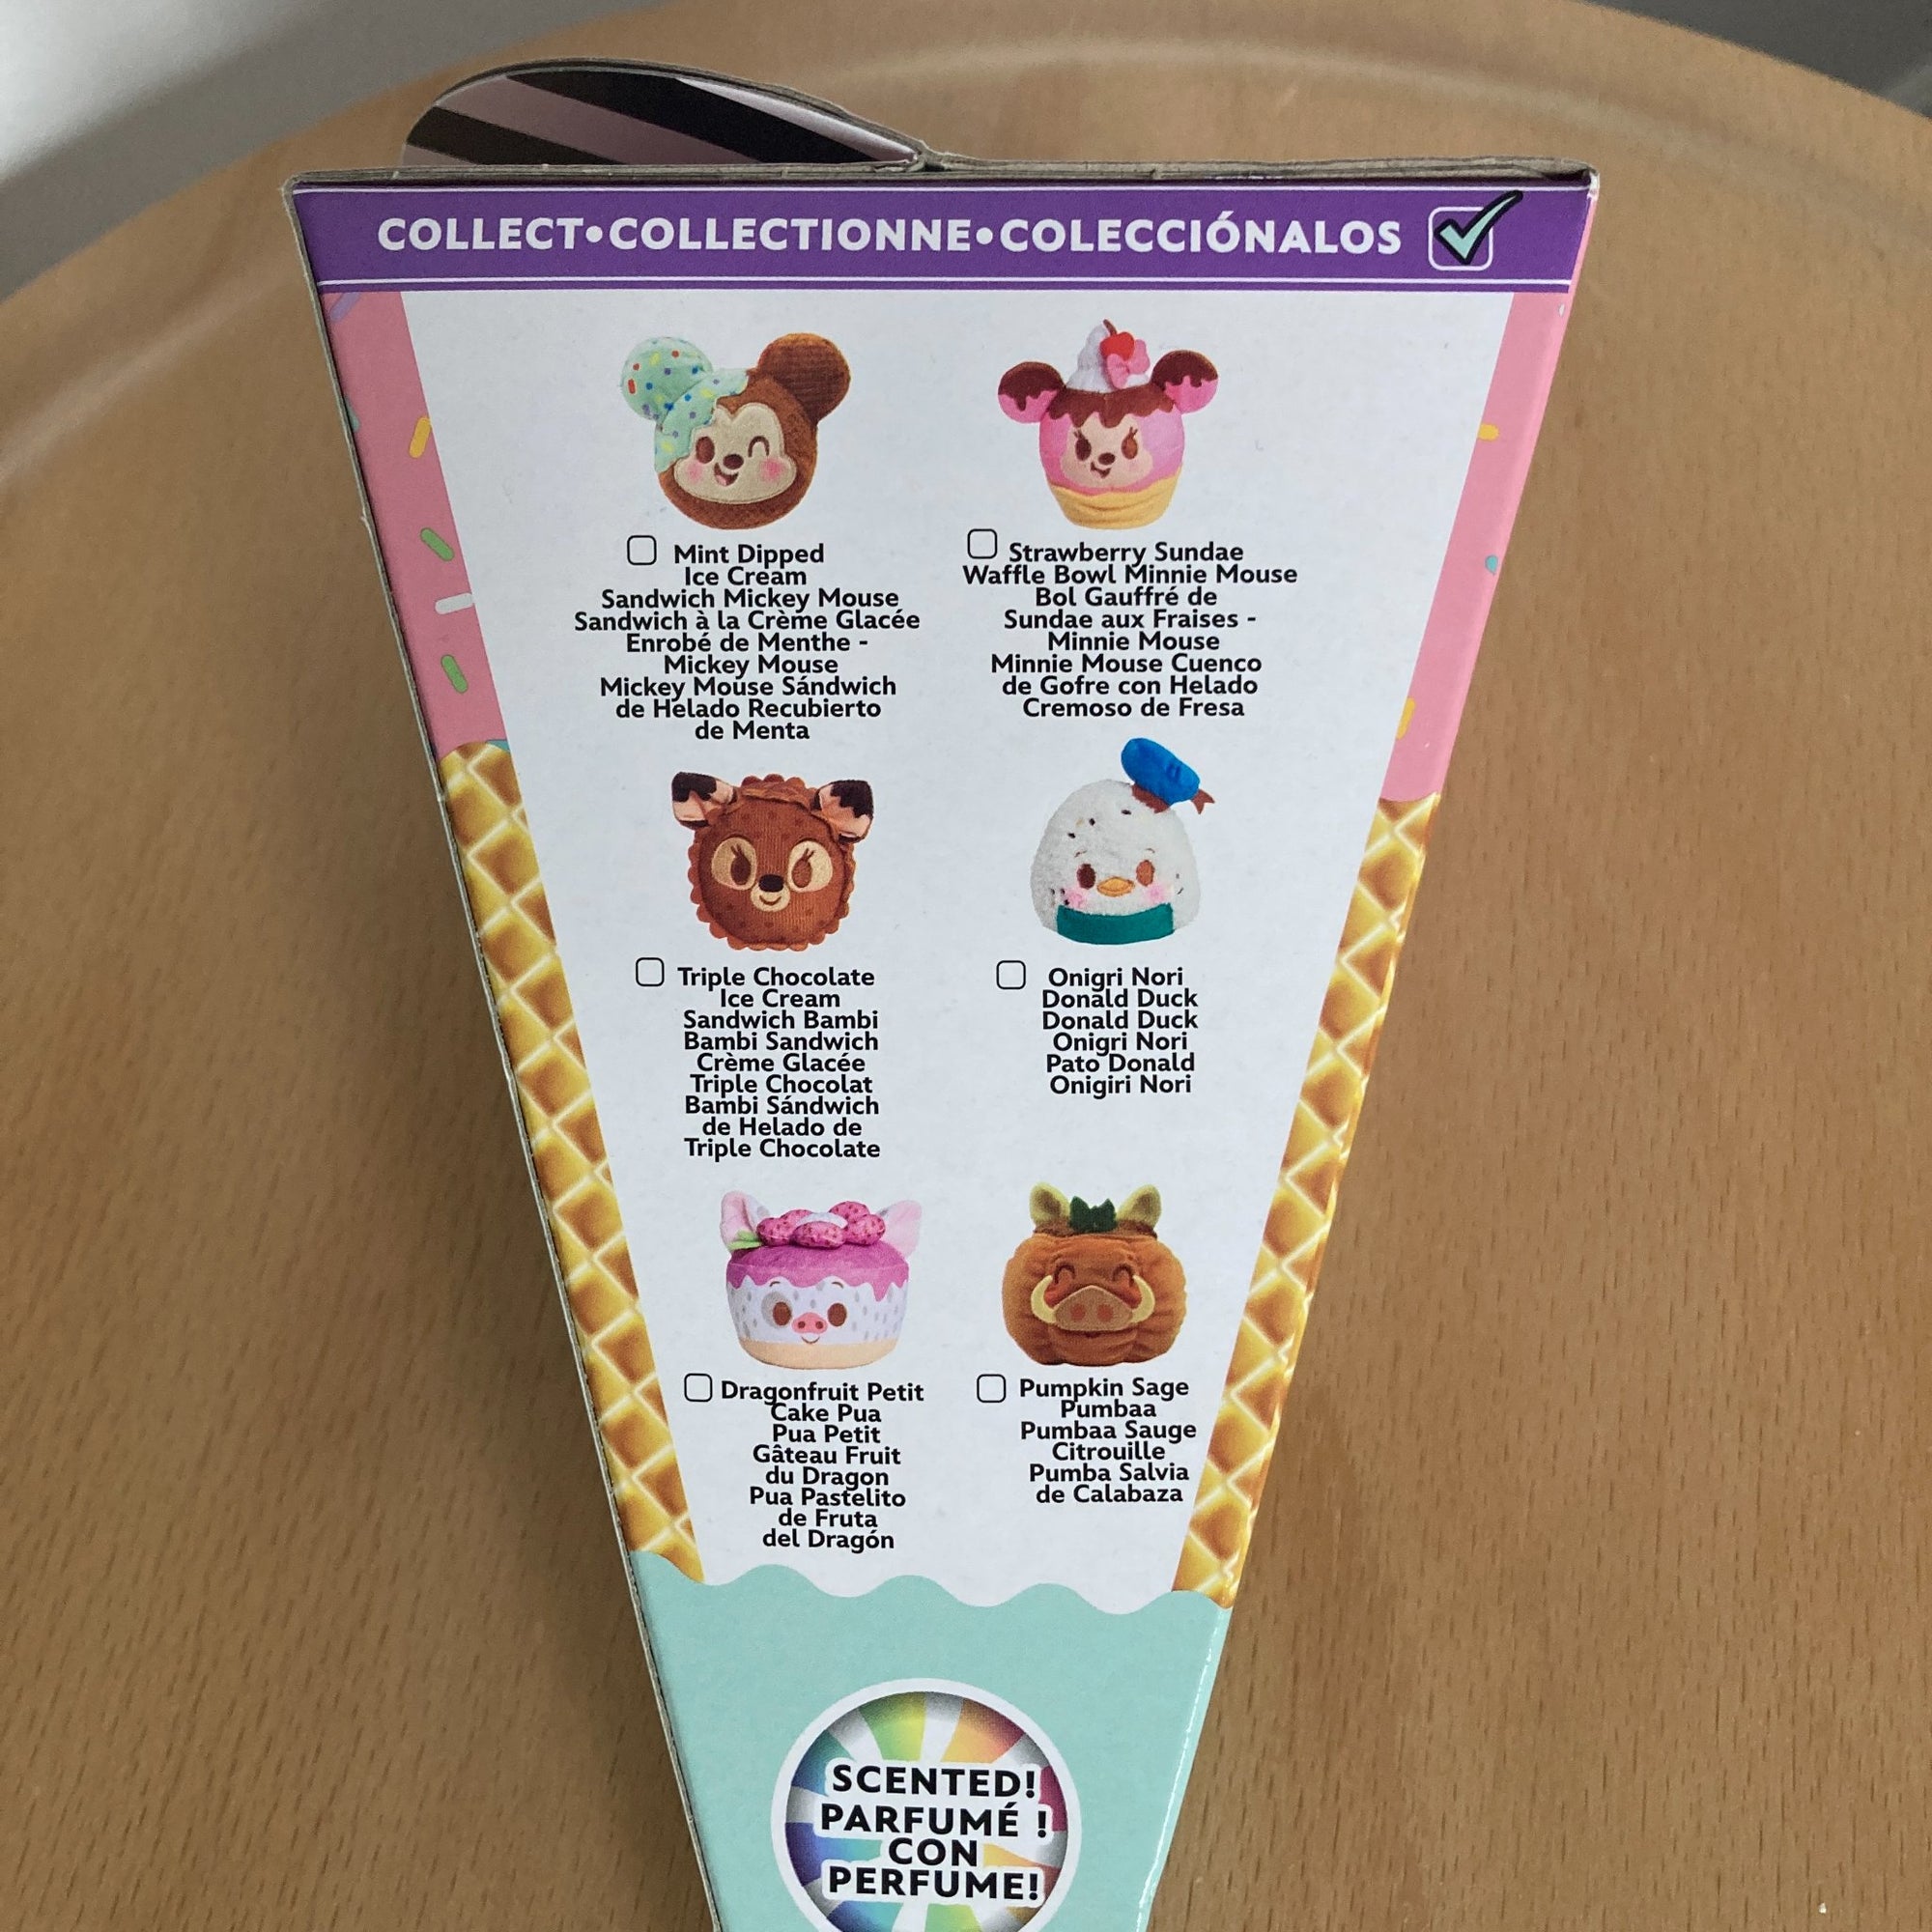 COLLECT•COLLECTIONNE•COLECCIÓNALOS
Mint Dipped
Ice Cream
Sandwich Mickey Mouse
Sandwich à la Crème Glacée
Enrobé de Menthe -
Mickey Mouse
Mickey Mouse Sándwich
de Helado Recubierto
de Menta
Strawberry Sundae
Waffle Bowl Minnie Mouse
Bol Gauffré de
Sundae aux Fraises -
Minnie Mouse
Minnie Mouse Cuenco
de Gofre con Helado
Cremoso de Fresa
Triple Chocolate
Ice Cream
Sandwich Bambi
Bambi Sandwich
Crème Glacée
Triple Chocolat
Bambi Sándwich
de Helado de
Triple Chocolate
Onigri Nori
Donald Duck
Donald Duck
Onigri Nori
Pato Donald
Onigiri Nori
Dragonfruit Petit
Cake Pua
Pua Petit
Gâteau Fruit
du Dragon
Pua Pastelito
de Fruta
del Dragón
Pumpkin Sage
Pumbaa
Pumbaa Sauge
Citrouille
Pumba Salvia
de Calabaza
SCENTED!
PARFUMÉ !
CON
PERFUME!